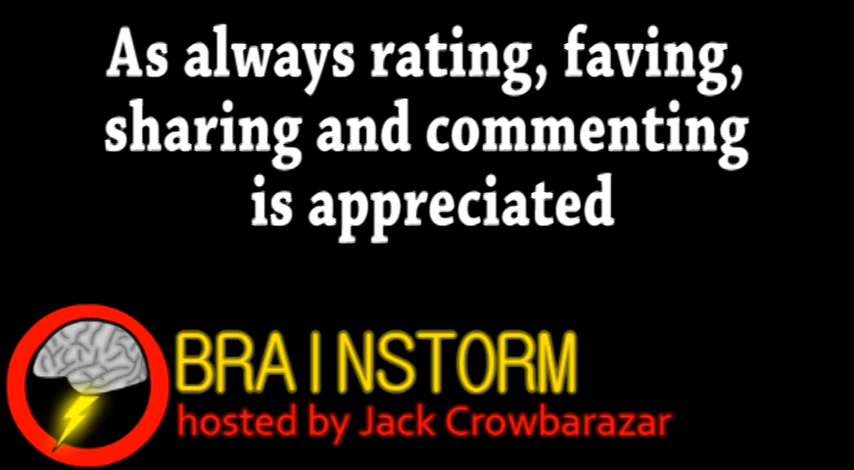 As always rating, faving,
sharing and commenting
is appreciated
BRAINSTORM
hosted by Jack Crowbarazar